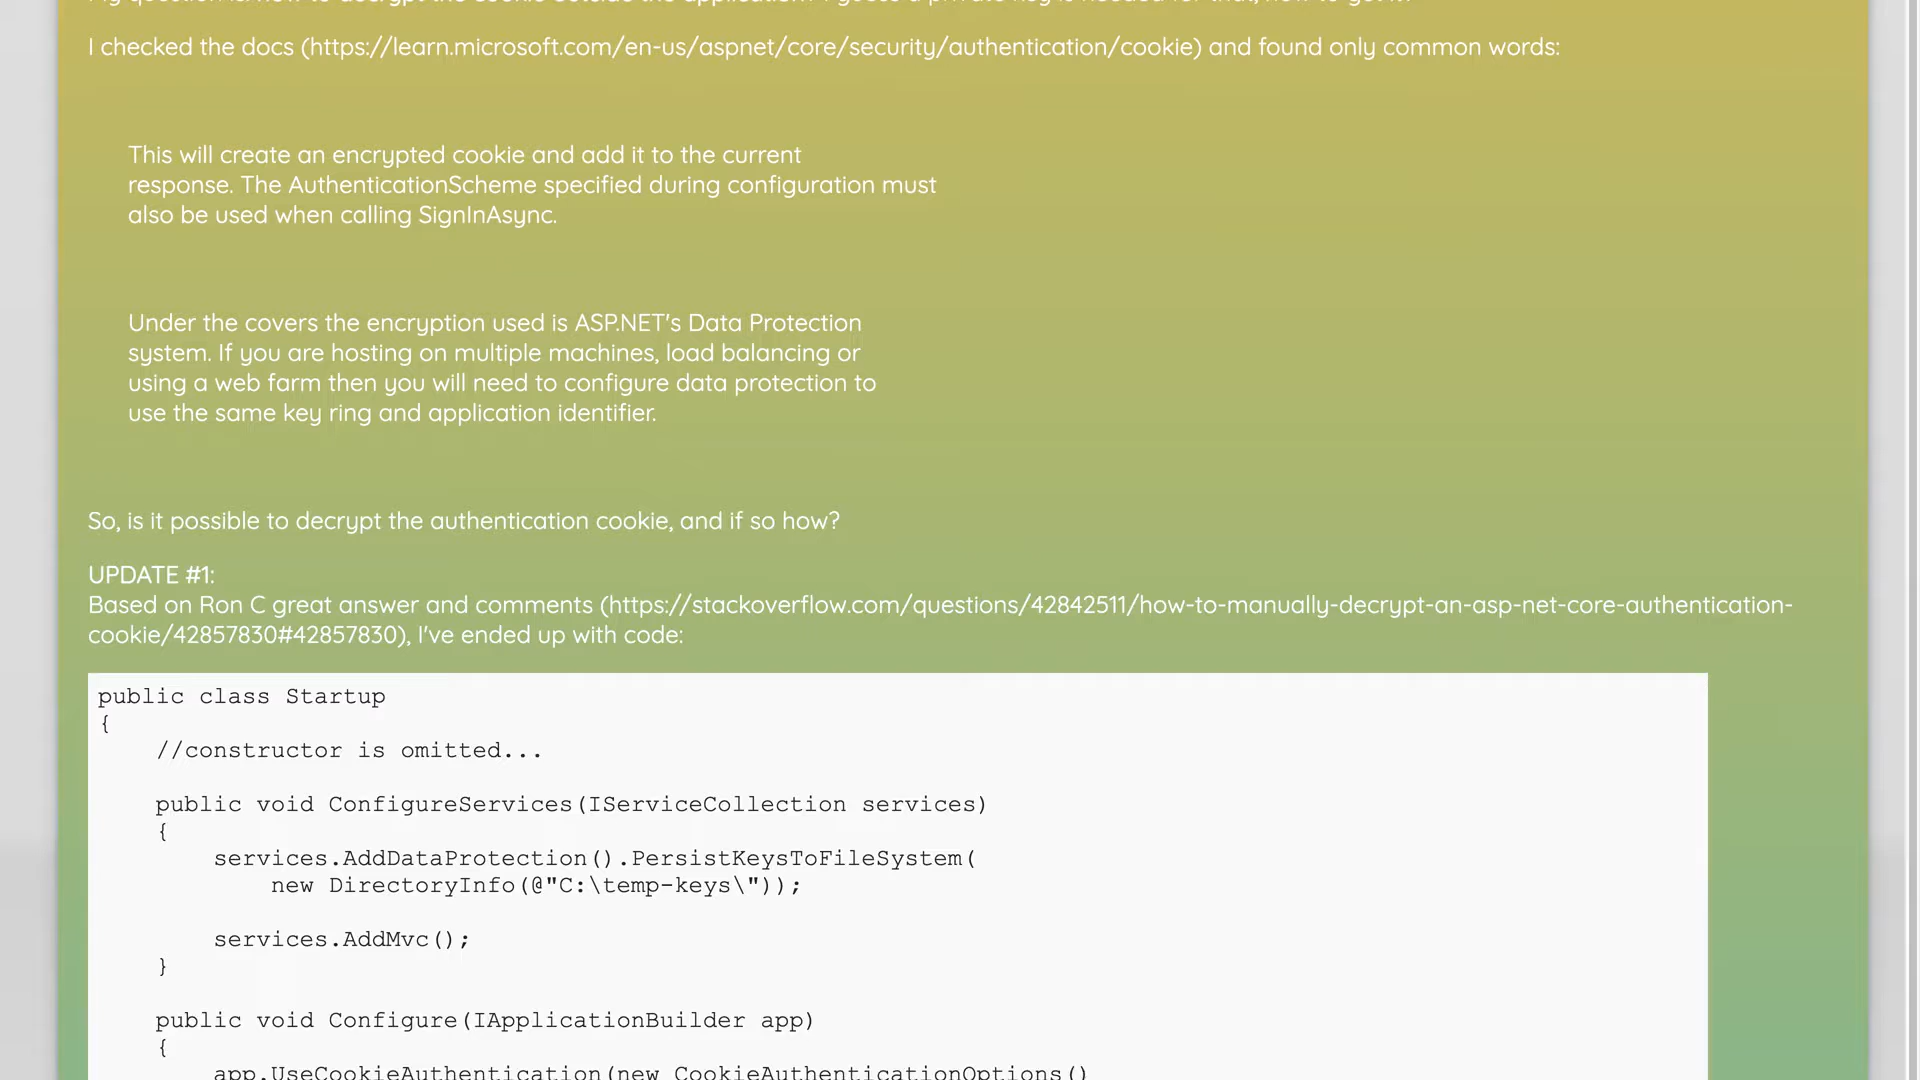 I checked the docs (https://learn.microsoft.com/en-us/aspnet/core/security/authentication/cookie) and found only common words:
This will create an encrypted cookie and add it to the current
response. The AuthenticationScheme specified during configuration must
also be used when calling SignInAsync.
Under the covers the encryption used is ASP.NET's Data Protection
system. If you are hosting on multiple machines, load balancing or
using a web farm then you will need to configure data protection to
use the same key ring and application identifier.
So, is it possible to decrypt the authentication cookie, and if so how?
UPDATE #1:
Based on Ron C great answer and comments (https://stackoverflow.com/questions/42842511/how-to-manually-decrypt-an-asp-net-core-authentication-
cookie/42857830#42857830), I've ended up with code:
public class Startup
{
    //constructor is omitted...
    public void ConfigureServices(IServiceCollection services)
    {
        services.AddDataProtection().PersistKeysToFileSystem(
            new DirectoryInfo(@"C:\temp-keys\"));
        services.AddMvc();
    }
    public void Configure(IApplicationBuilder app)
    {
        app.UseCookieAuthentication(new CookieAuthenticationOptions()